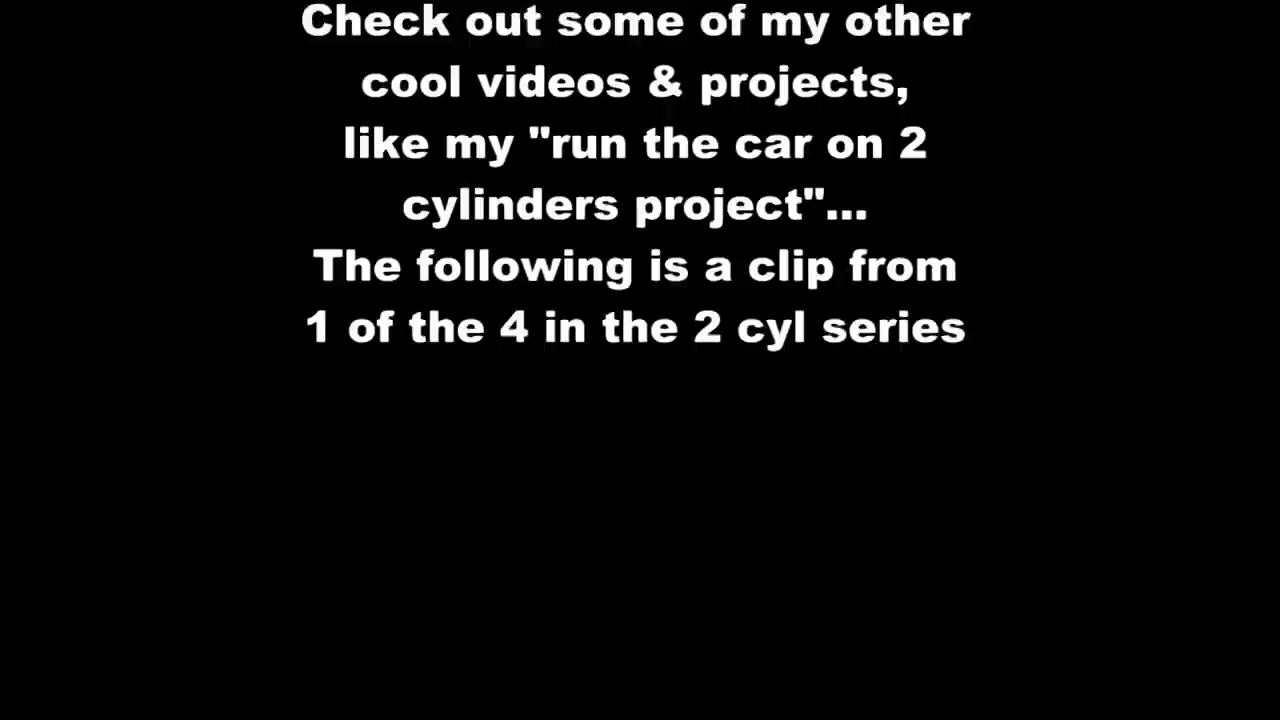 Check out some of my other
cool videos & projects,
like my "run the car on 2
cylinders project"...
The following is a clip from
1 of the 4 in the 2 cyl series